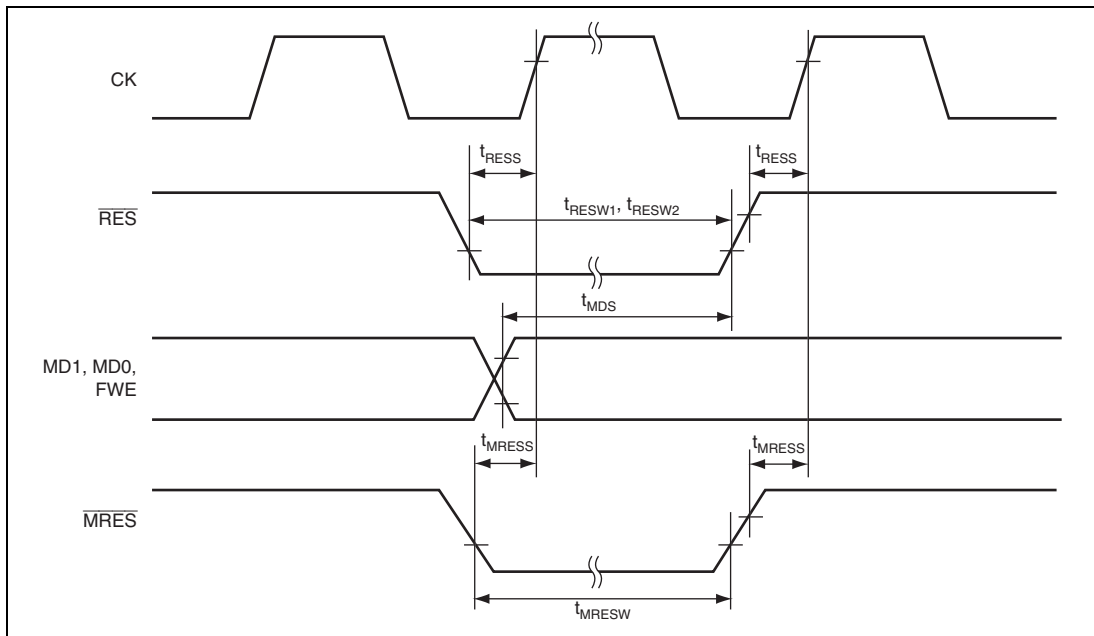 CK
tRESS
tRESS
RES
tRESW1, tRESW2
tMDS
MD1, MD0,
FWE
tMRESS
tMRESS
MRES
tMRESW